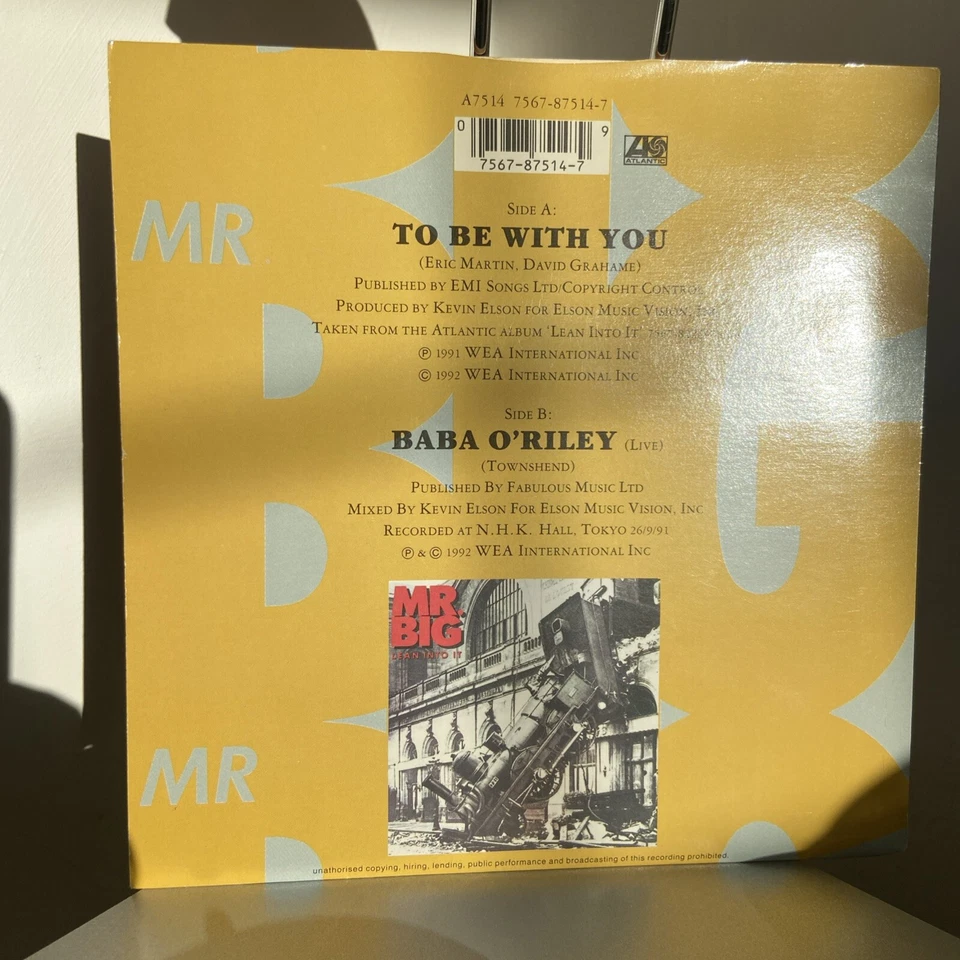 A7514 7567-87514-7
0 9
7567-87514-7
ATLANTIC
SIDE A:
TO BE WITH YOU
(ERIC MARTIN, DAVID GRAHAME)
PUBLISHED BY EMI SONGS LTD/COPYRIGHT CONTROL
PRODUCED BY KEVIN ELSON FOR ELSON MUSIC VISION, INC
TAKEN FROM THE ATLANTIC ALBUM 'LEAN INTO IT'
℗ 1991 WEA INTERNATIONAL INC
© 1992 WEA INTERNATIONAL INC
SIDE B:
BABA O'RILEY (LIVE)
(TOWNSHEND)
PUBLISHED BY FABULOUS MUSIC LTD
MIXED BY KEVIN ELSON FOR ELSON MUSIC VISION, INC
RECORDED AT N.H.K. HALL, TOKYO 26/9/91
℗ & © 1992 WEA IINTERNATIONAL INC
MR.
BIG
LEAN INTO IT
unathorised copying, hiring, lending, public performance and broadcasting of this recording prohibited.
MR
MR